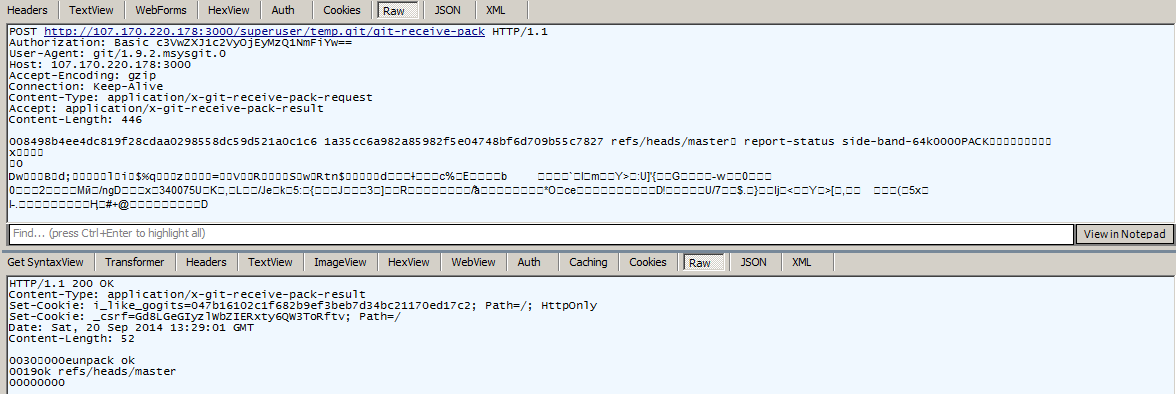 Headers TextView WebForms HexView Auth Cookies Raw JSON XML
POST http://107.170.220.178:3000/superuser/temp.git/git-receive-pack HTTP/1.1
Authorization: Basic c3VwZXJ1c2VyOjEyMzQ1NmFiYw==
User-Agent: git/1.9.2.msysgit.0
Host: 107.170.220.178:3000
Accept-Encoding: gzip
Connection: Keep-Alive
Content-Type: application/x-git-receive-pack-request
Accept: application/x-git-receive-pack-result
Content-Length: 446
008498b4ee4dc819f28cdaa0298558dc59d521a0c1c6 1a35cc6a982a85982f5e04748bf6d709b55c7827 refs/heads/master report-status side-band-64k0000PACK
Find... (press Ctrl+Enter to highlight all) View in Notepad
Get SyntaxView Transformer Headers TextView ImageView HexView WebView Auth Caching Cookies Raw JSON XML
HTTP/1.1 200 OK
Content-Type: application/x-git-receive-pack-result
Set-Cookie: i_like_gogits=047b16102c1f682b9ef3beb7d34bc21170ed17c2; Path=/; HttpOnly
Set-Cookie: _csrf=Gd8LGeGIyzlWbZIERxty6QW3ToRftv; Path=/
Date: Sat, 20 Sep 2014 13:29:01 GMT
Content-Length: 52
0030 000eunpack ok
0019ok refs/heads/master
00000000